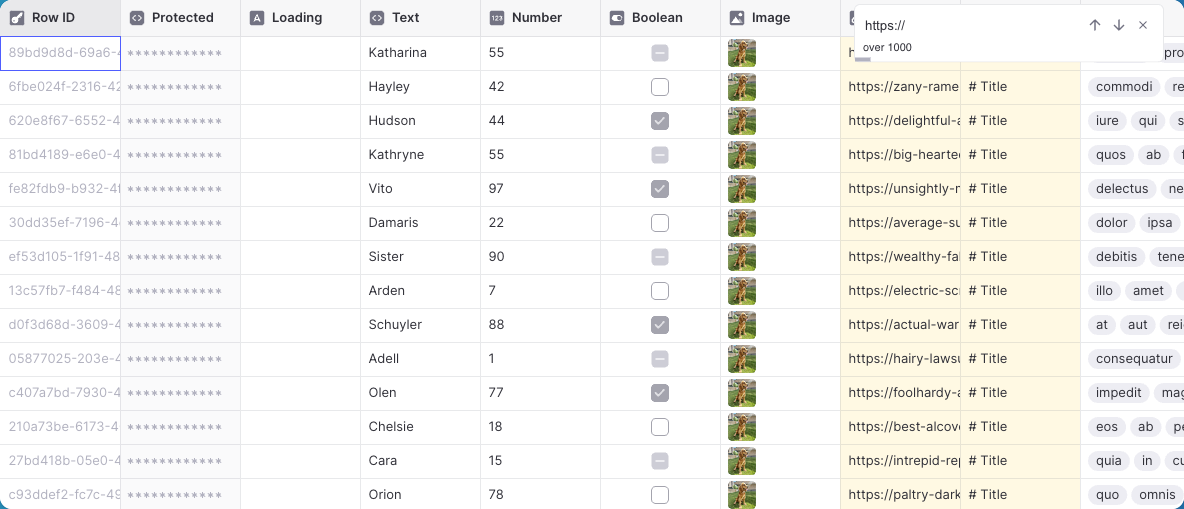 Row ID Protected Loading Text Number Boolean Image https://
over 1000
89bd9d8d-69a6-4 ************ Katharina 55 pro
6fbe024f-2316-42 ************ Hayley 42 https://zany-rame # Title commodi re
620e8f67-6552-4 ************ Hudson 44 https://delightful-a # Title iure qui s
81bd4189-e6e0-4 ************ Kathryne 55 https://big-hearted # Title quos ab
fe82fdb9-b932-4f ************ Vito 97 https://unsightly-r # Title delectus ne
30dd35ef-7196-4 ************ Damaris 22 https://average-su # Title dolor ipsa
ef53d105-1f91-48 ************ Sister 90 https://wealthy-fal # Title debitis tene
13c57fb7-f484-48 ************ Arden 7 https://electric-scr # Title illo amet
d0f3d68d-3609-4 ************ Schuyler 88 https://actual-war # Title at aut rei
05877025-203e-4 ************ Adell 1 https://hairy-lawsu # Title consequatur
c407a7bd-7930-4 ************ Olen 77 https://foolhardy-a # Title impedit mag
210a73be-6173-4 ************ Chelsie 18 https://best-alcov # Title eos ab pe
27bd418b-05e0-4 ************ Cara 15 https://intrepid-rep # Title quia in cu
c93ddef2-fc7c-49 ************ Orion 78 https://paltry-dark # Title quo omnis